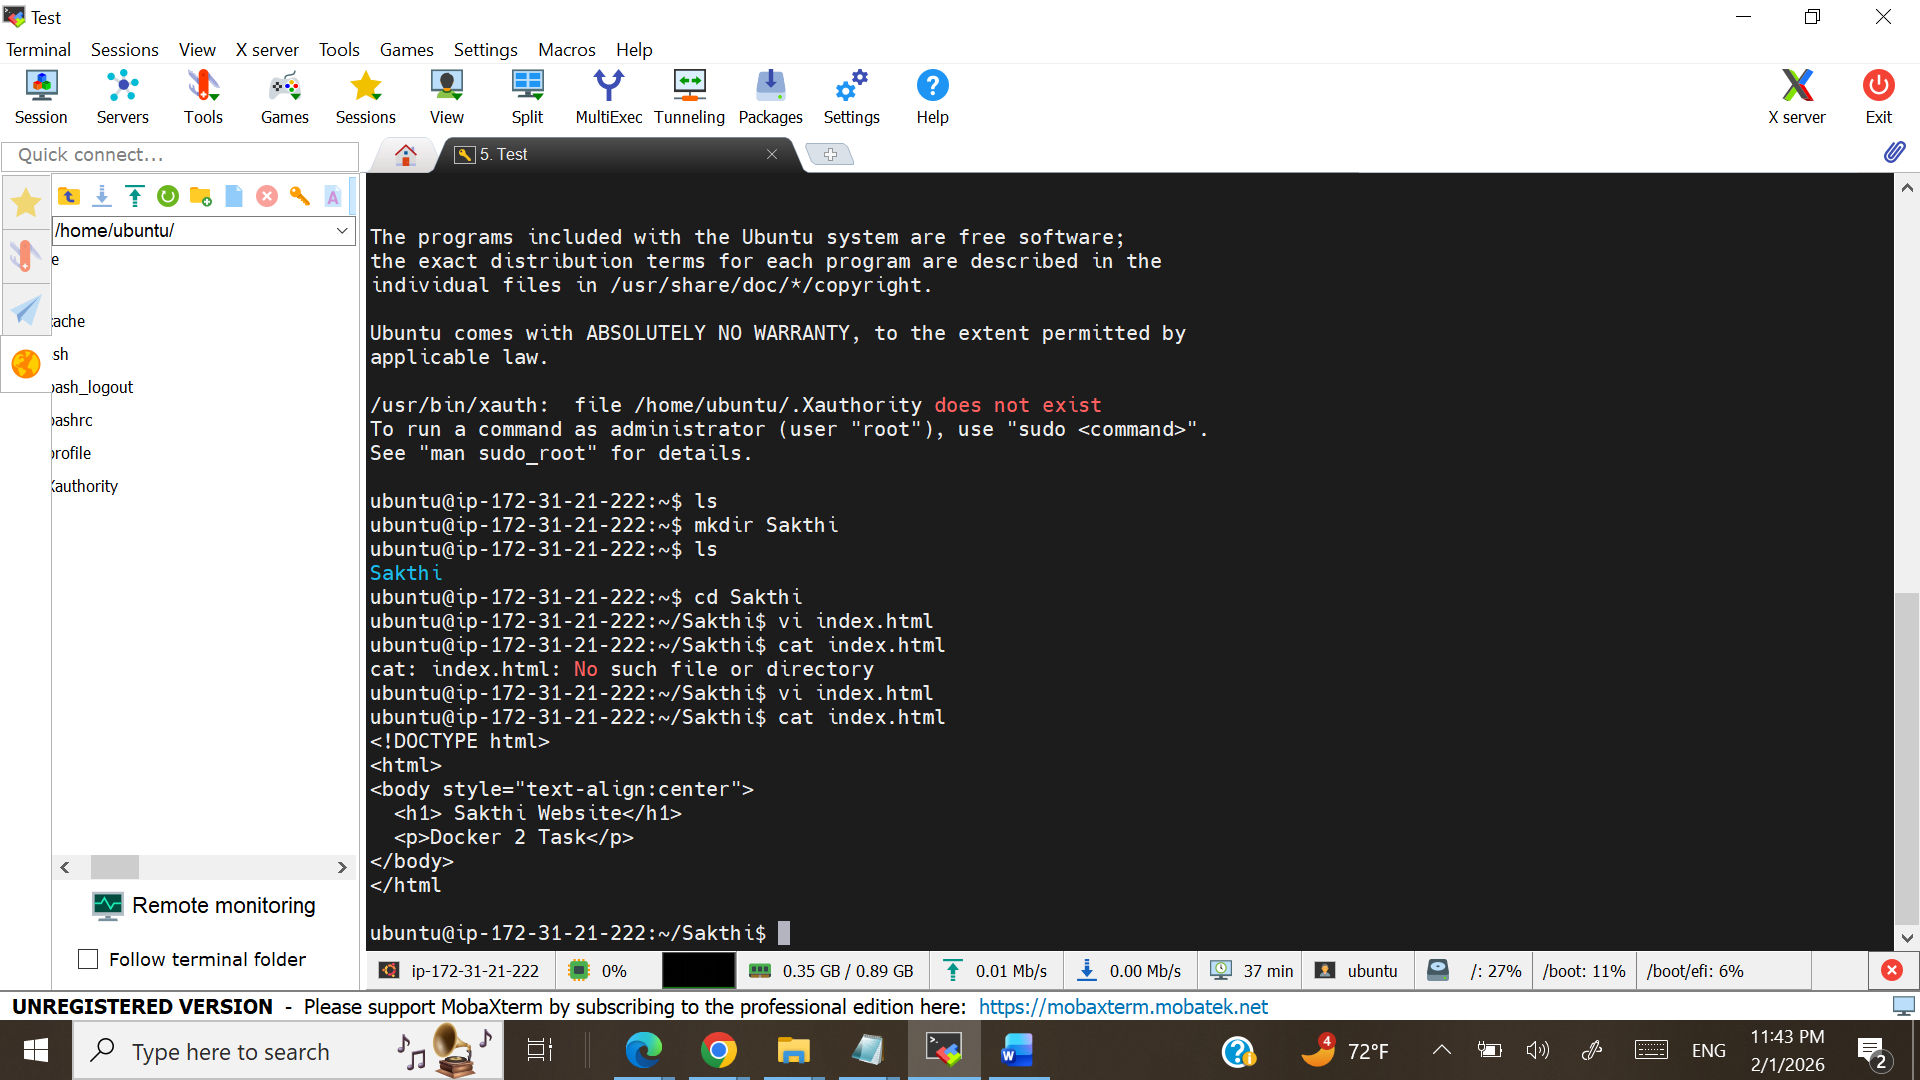 Test
Terminal Sessions View X server Tools Games Settings Macros Help
Session Servers Tools Games Sessions View Split MultiExec Tunneling Packages Settings Help X server Exit
Quick connect...
5. Test
/home/ubuntu/
e
cache
sh
bash_logout
bashrc
profile
Xauthority
Remote monitoring
Follow terminal folder
The programs included with the Ubuntu system are free software;
the exact distribution terms for each program are described in the
individual files in /usr/share/doc/*/copyright.
Ubuntu comes with ABSOLUTELY NO WARRANTY, to the extent permitted by
applicable law.
/usr/bin/xauth:  file /home/ubuntu/.Xauthority does not exist
To run a command as administrator (user "root"), use "sudo <command>".
See "man sudo_root" for details.
ubuntu@ip-172-31-21-222:~$ ls
ubuntu@ip-172-31-21-222:~$ mkdir Sakthi
ubuntu@ip-172-31-21-222:~$ ls
Sakthi
ubuntu@ip-172-31-21-222:~$ cd Sakthi
ubuntu@ip-172-31-21-222:~/Sakthi$ vi index.html
ubuntu@ip-172-31-21-222:~/Sakthi$ cat index.html
cat: index.html: No such file or directory
ubuntu@ip-172-31-21-222:~/Sakthi$ vi index.html
ubuntu@ip-172-31-21-222:~/Sakthi$ cat index.html
<!DOCTYPE html>
<html>
<body style="text-align:center">
  <h1> Sakthi Website</h1>
  <p>Docker 2 Task</p>
</body>
</html
ubuntu@ip-172-31-21-222:~/Sakthi$
ip-172-31-21-222 0% 0.35 GB / 0.89 GB 0.01 Mb/s 0.00 Mb/s 37 min ubuntu /: 27% /boot: 11% /boot/efi: 6%
UNREGISTERED VERSION - Please support MobaXterm by subscribing to the professional edition here: https://mobaxterm.mobatek.net
Type here to search 4 72°F ENG 11:43 PM
2/1/2026 2